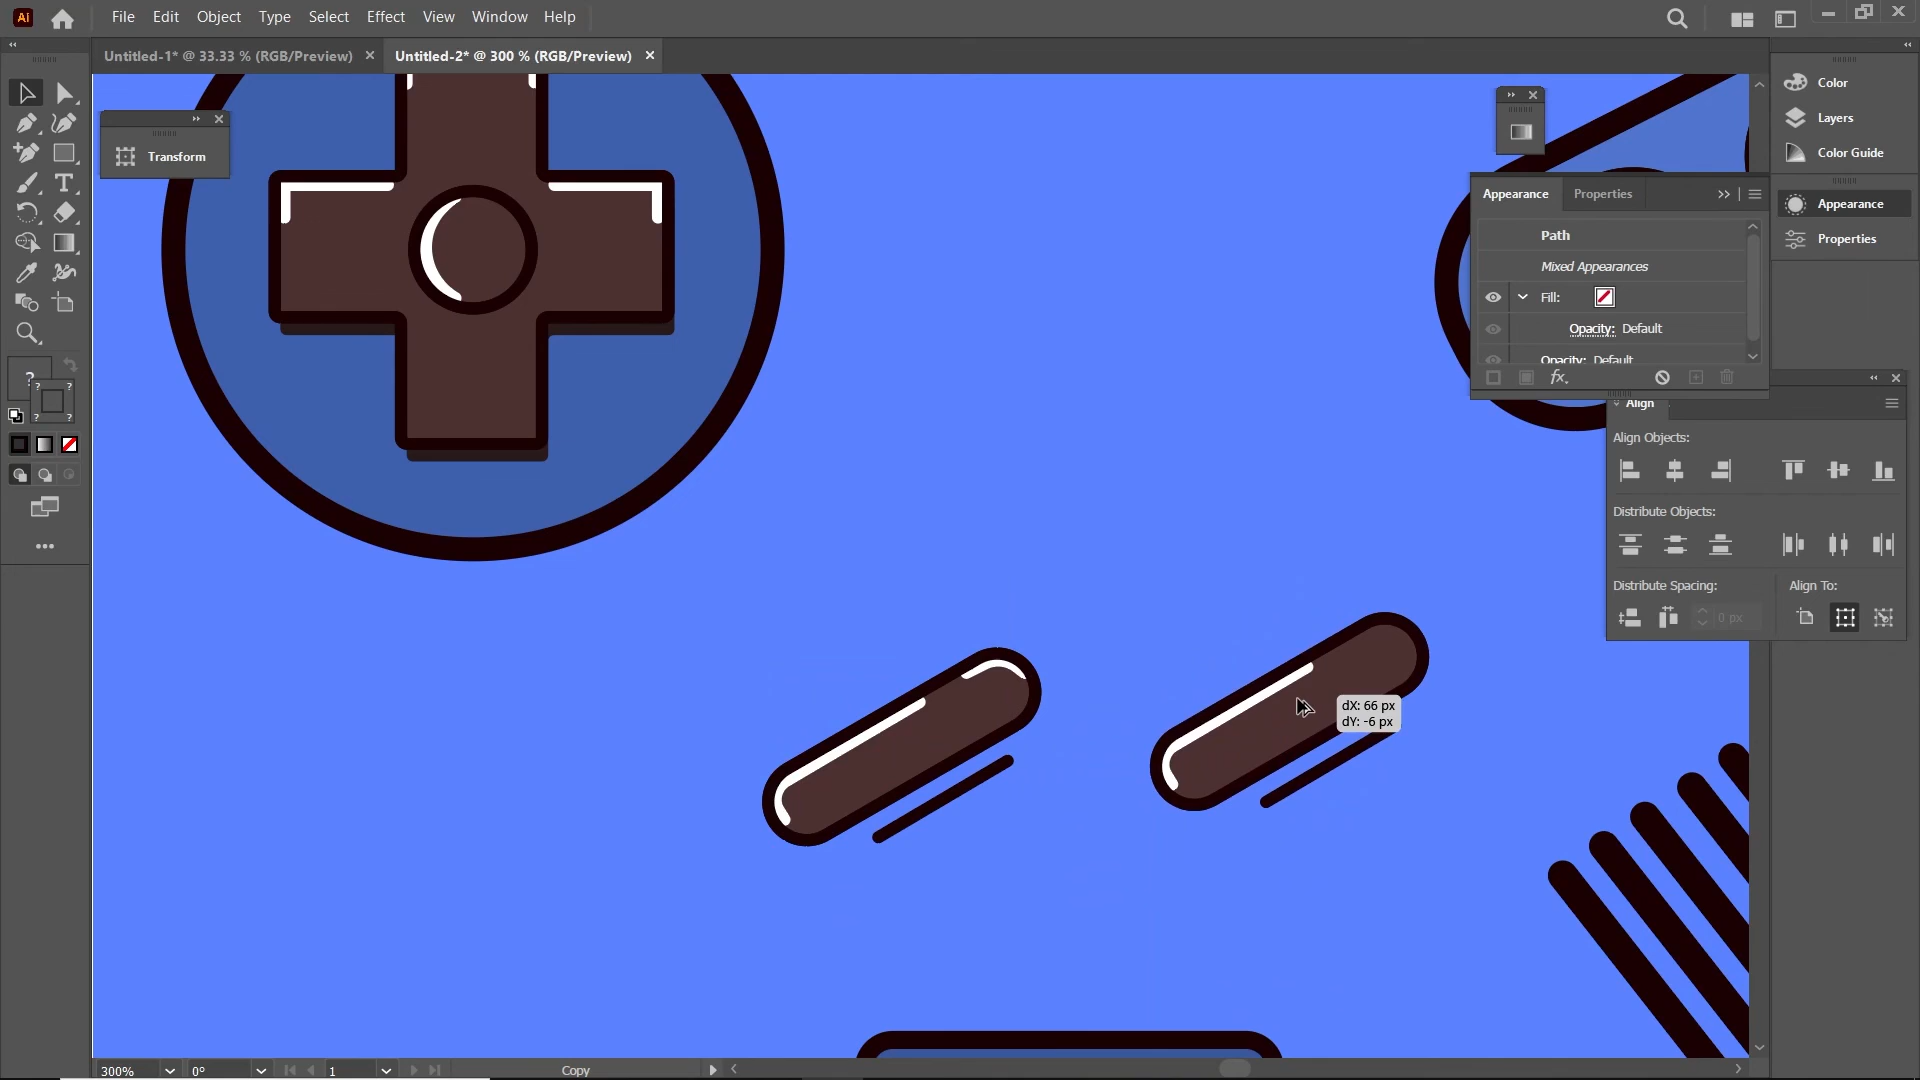 Ai File Edit Object Type Select Effect View Window Help
Untitled-1* @ 33.33 % (RGB/Preview) Untitled-2* @ 300 % (RGB/Preview)
Transform
Color
Layers
Color Guide
Appearance
Properties
Appearance Properties
Path
Mixed Appearances
Fill:
Opacity: Default
Opacity: Default
fx.
Align
Align Objects:
Distribute Objects:
Distribute Spacing: Align To:
0 px
dX: 66 px
dY: -6 px
?
? ?
? ?
300% 0° 1 Copy